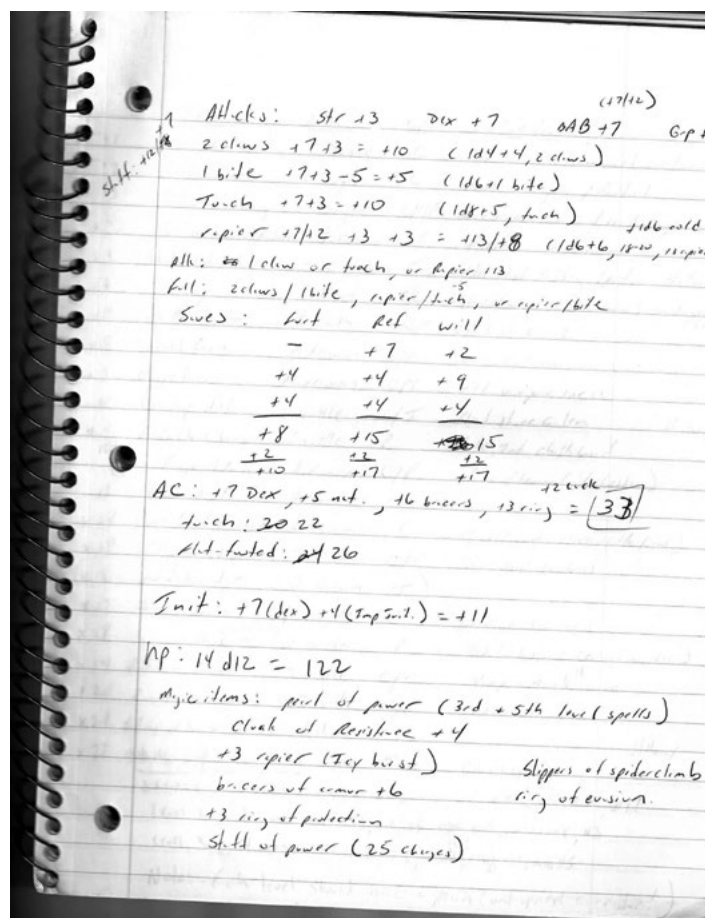 (+7/+2)
Attacks: Str +3 Dex +7 BAB +7 Grp +
2 claws +7+3 = +10 (1d4+4, 2 claws)
1 bite +7+3-5 = +5 (1d6+1 bite)
Touch +7+3 = +10 (1d8+5, touch)
+1d6 cold
rapier +7/+2 +3 +3 = +13/+8 (1d6+6, 18-20, rapier
Staff: +12/
Atk: 1 claw or touch, or Rapier +13
-5
Full: 2 claws/1 bite, rapier/touch, or rapier/bite
Saves: Fort Ref Will
- +7 +2
+4 +4 +9
+4 +4 +4
+8 +15 15
+2 +2 +2
+10 +17 +17
+2 luck
AC: +7 Dex, +5 nat., +6 bracers, +3 ring = 33
touch: 20 22
flat-footed: 24 26
Init: +7 (dex) +4 (Imp Init.) = +11
hp: 14 d12 = 122
Magic items: pearl of power (3rd + 5th level spells)
Cloak of Resistance +4
+3 rapier (Icy burst) Slippers of spiderclimb
bracers of armor +6 ring of evasion.
+3 ring of protection
Staff of power (25 charges)